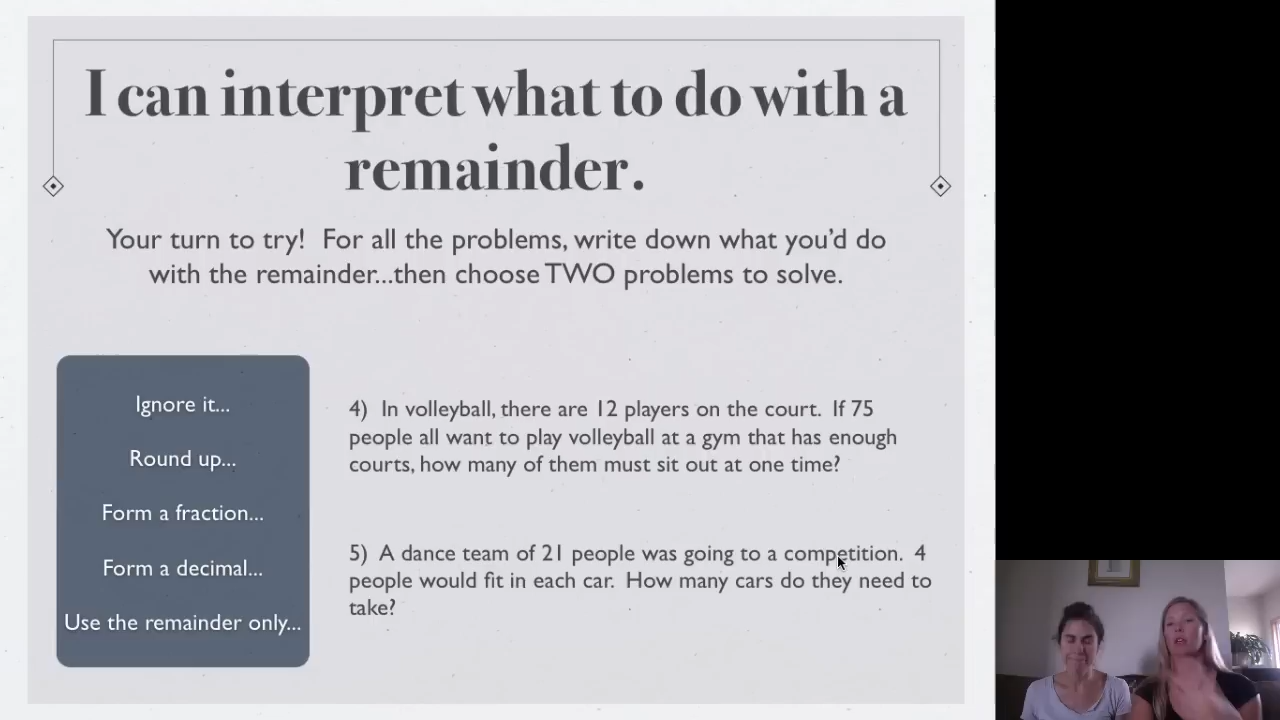 I can interpret what to do with a
remainder.
Your turn to try!  For all the problems, write down what you’d do
with the remainder...then choose TWO problems to solve.
Ignore it...
Round up...
Form a fraction...
Form a decimal...
Use the remainder only...
4)  In volleyball, there are 12 players on the court.  If 75
people all want to play volleyball at a gym that has enough
courts, how many of them must sit out at one time?
5)  A dance team of 21 people was going to a competition.  4
people would fit in each car.  How many cars do they need to
take?